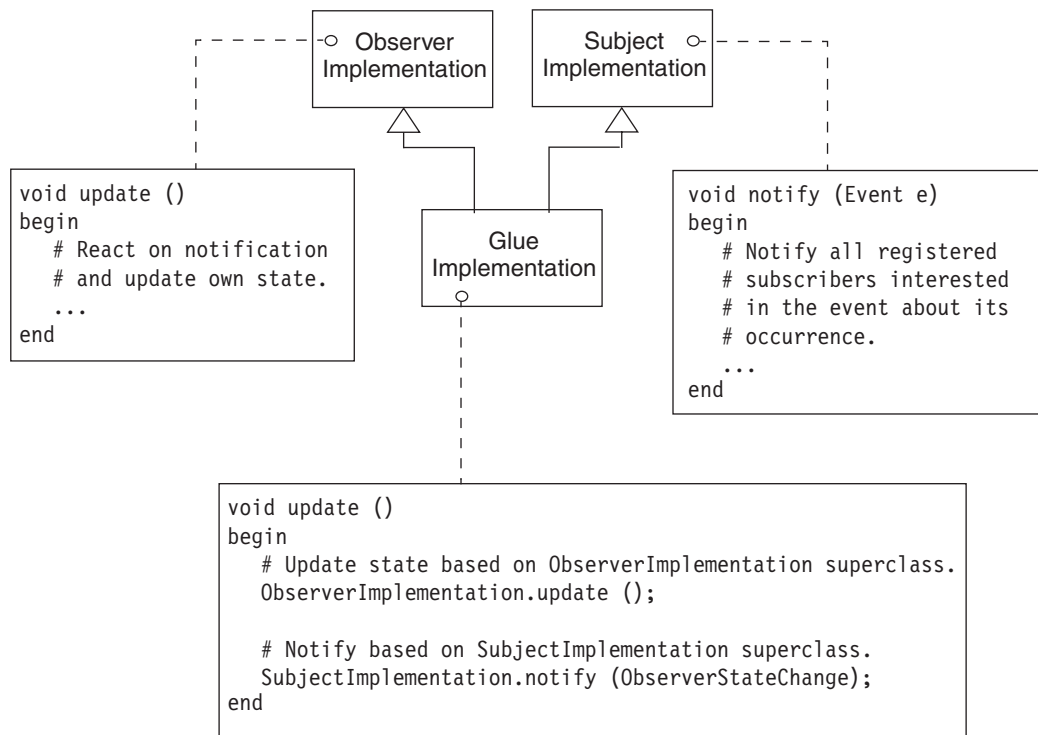 Observer
Implementation
Subject
Implementation
void update ()
begin
# React on notification
# and update own state.
...
end
Glue
Implementation
void notify (Event e)
begin
# Notify all registered
# subscribers interested
# in the event about its
# occurrence.
...
end
void update ()
begin
# Update state based on ObserverImplementation superclass.
ObserverImplementation.update ();
# Notify based on SubjectImplementation superclass.
SubjectImplementation.notify (ObserverStateChange);
end